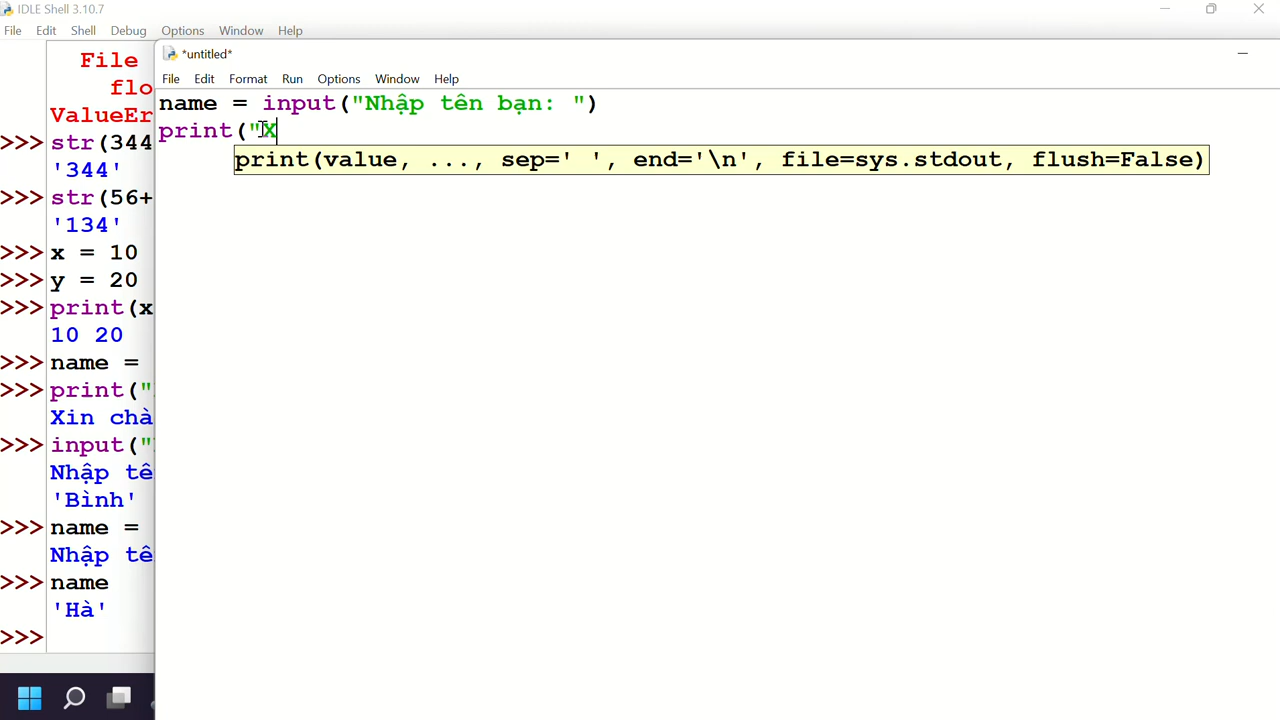 IDLE Shell 3.10.7
File Edit Shell Debug Options Window Help
File
flo
ValueEr
>>> str(344
'344'
>>> str(56+
'134'
>>> x = 10
>>> y = 20
>>> print(x
10 20
>>> name =
>>> print("
Xin chà
>>> input("
Nhập tê
'Bình'
>>> name =
Nhập tê
>>> name
'Hà'
>>>
*untitled*
File Edit Format Run Options Window Help
name = input("Nhập tên bạn: ")
print("X
print(value, ..., sep=' ', end='\n', file=sys.stdout, flush=False)